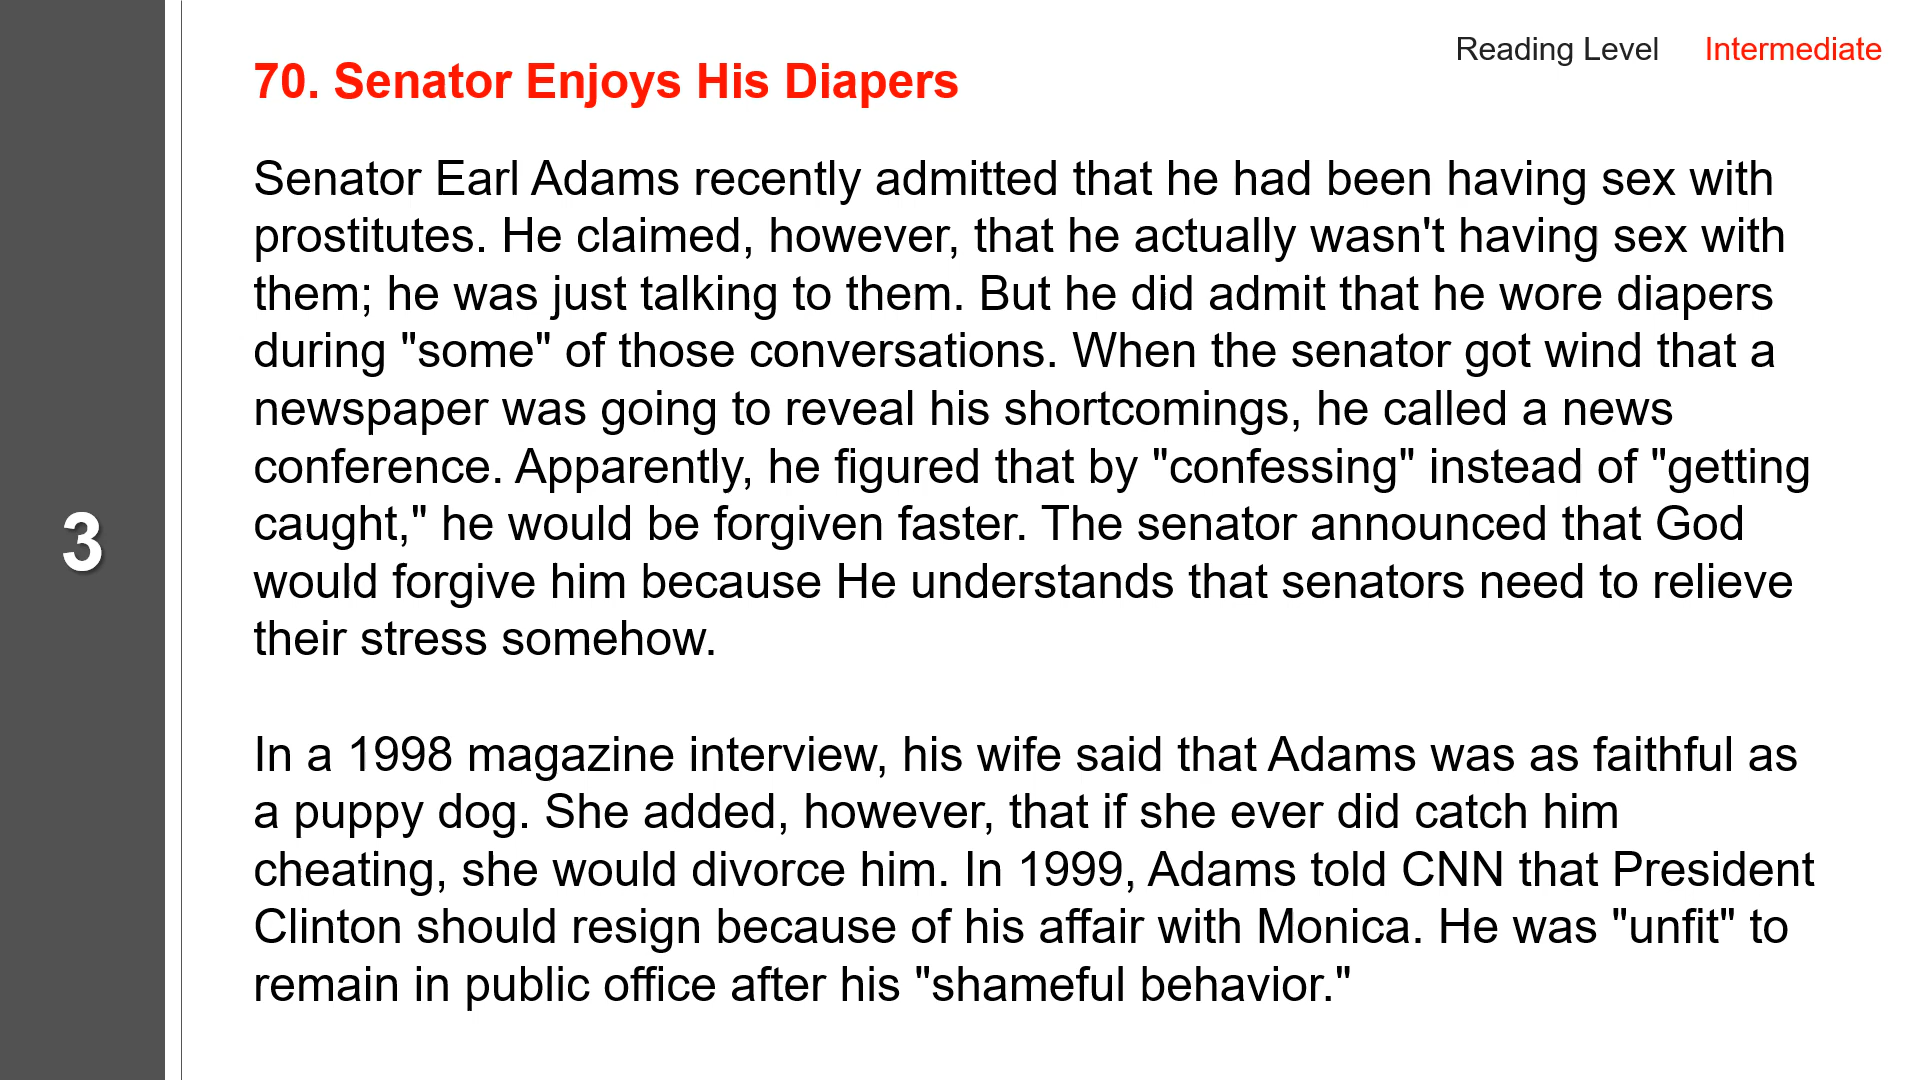 Reading Level Intermediate
70. Senator Enjoys His Diapers
Senator Earl Adams recently admitted that he had been having sex with
prostitutes. He claimed, however, that he actually wasn't having sex with
them; he was just talking to them. But he did admit that he wore diapers
during "some" of those conversations. When the senator got wind that a
newspaper was going to reveal his shortcomings, he called a news
conference. Apparently, he figured that by "confessing" instead of "getting
caught," he would be forgiven faster. The senator announced that God
would forgive him because He understands that senators need to relieve
their stress somehow.
In a 1998 magazine interview, his wife said that Adams was as faithful as
a puppy dog. She added, however, that if she ever did catch him
cheating, she would divorce him. In 1999, Adams told CNN that President
Clinton should resign because of his affair with Monica. He was "unfit" to
remain in public office after his "shameful behavior."
3